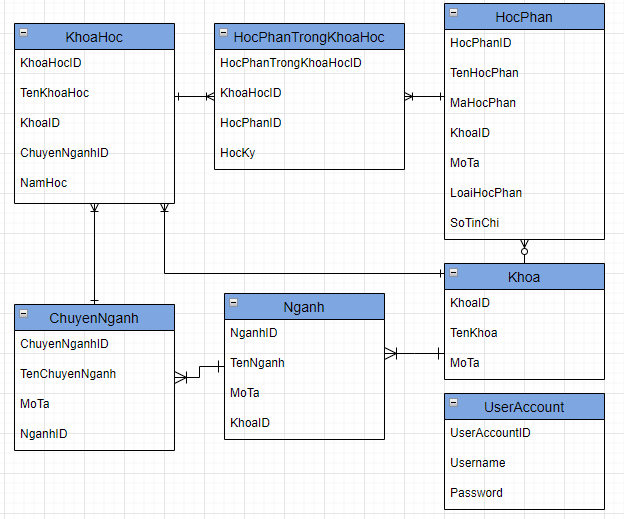 KhoaHoc
KhoaHocID
TenKhoaHoc
KhoaID
ChuyenNganhID
NamHoc
HocPhanTrongKhoaHoc
HocPhanTrongKhoaHocID
KhoaHocID
HocPhanID
HocKy
HocPhan
HocPhanID
TenHocPhan
MaHocPhan
KhoaID
MoTa
LoaiHocPhan
SoTinChi
ChuyenNganh
ChuyenNganhID
TenChuyenNganh
MoTa
NganhID
Nganh
NganhID
TenNganh
MoTa
KhoaID
Khoa
KhoaID
TenKhoa
MoTa
UserAccount
UserAccountID
Username
Password